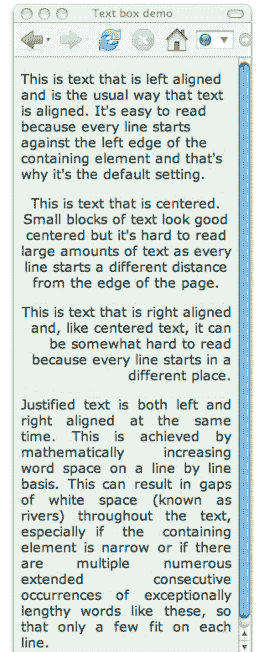 Text box demo
This is text that is left aligned
and is the usual way that text
is aligned. It's easy to read
because every line starts
against the left edge of the
containing element and that's
why it's the default setting.
This is text that is centered.
Small blocks of text look good
centered but it's hard to read
large amounts of text as every
line starts a different distance
from the edge of the page.
This is text that is right aligned
and, like centered text, it can
be somewhat hard to read
because every line starts in a
different place.
Justified text is both left and
right aligned at the same
time. This is achieved by
mathematically increasing
word space on a line by line
basis. This can result in gaps
of white space (known as
rivers) throughout the text,
especially if the containing
element is narrow or if there
are multiple numerous
extended consecutive
occurrences of exceptionally
lengthy words like these, so
that only a few fit on each
line.